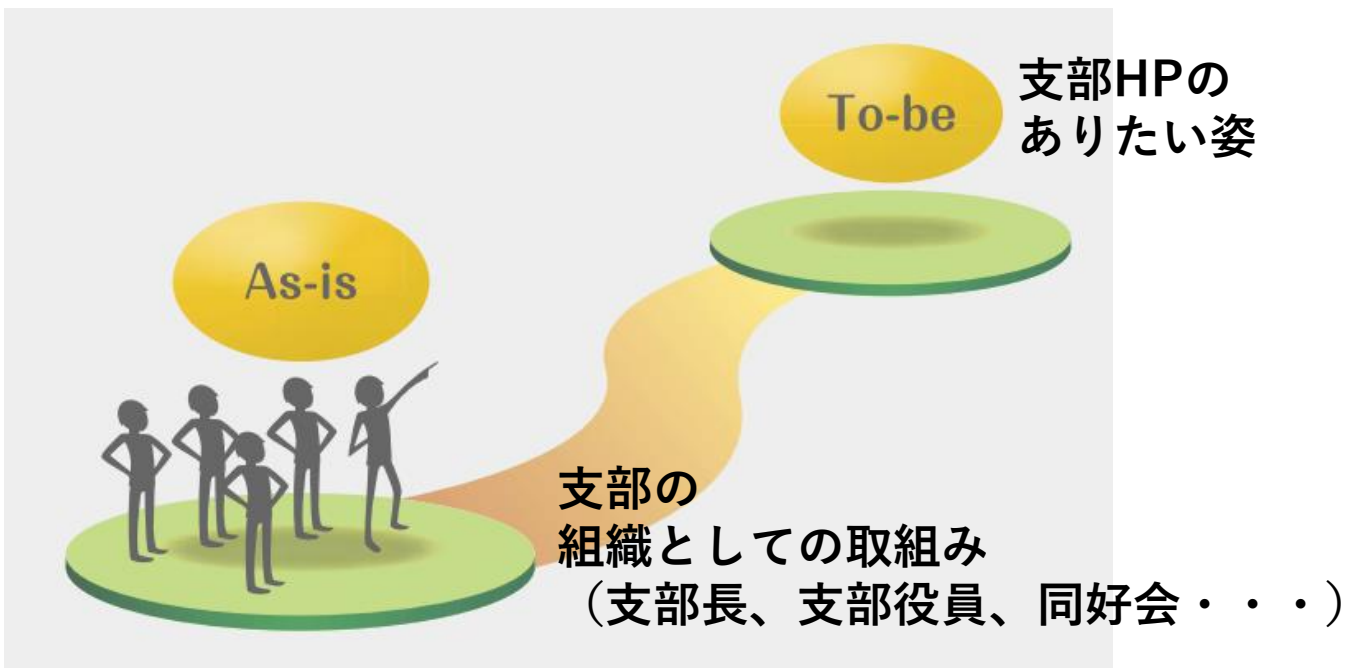 To-be
支部HPの
ありたい姿
As-is
支部の
組織としての取組み
（支部長、支部役員、同好会・・・）